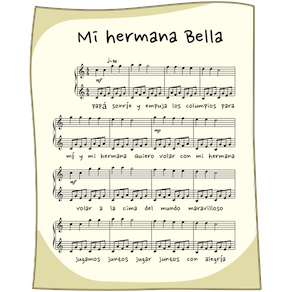 Mi hermana Bella
papá sonríe y empuja los columpios para
mí y mi hermana quiero volar con mi hermana
volar a la cima del mundo maravilloso
jugamos juntos jugar juntos con alegría